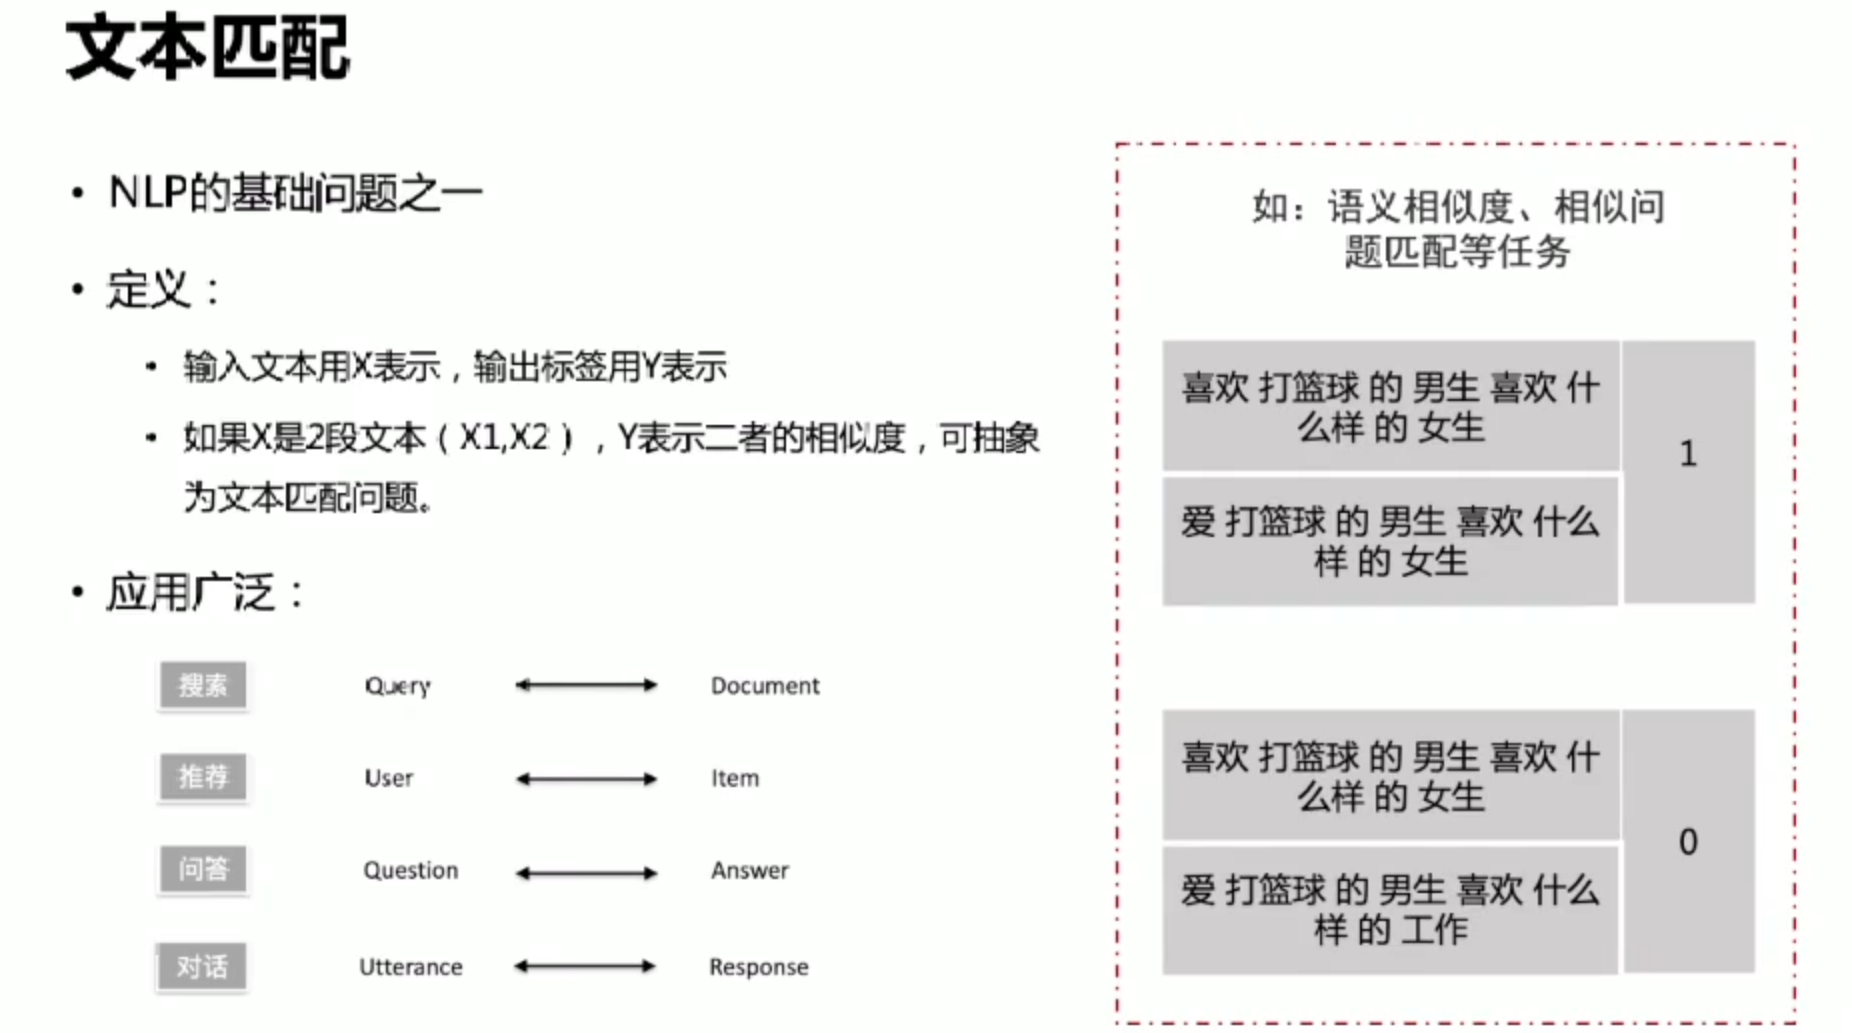 文本匹配
• NLP的基础问题之一
• 定义：
• 输入文本用X表示，输出标签用Y表示
• 如果X是2段文本（X1,X2），Y表示二者的相似度，可抽象
为文本匹配问题。
• 应用广泛：
搜索 Query Document
推荐 User Item
问答 Question Answer
对话 Utterance Response
如：语义相似度、相似问
题匹配等任务
喜欢 打篮球 的 男生 喜欢 什
么样 的 女生
1
爱 打篮球 的 男生 喜欢 什么
样 的 女生
喜欢 打篮球 的 男生 喜欢 什
么样 的 女生
0
爱 打篮球 的 男生 喜欢 什么
样 的 工作